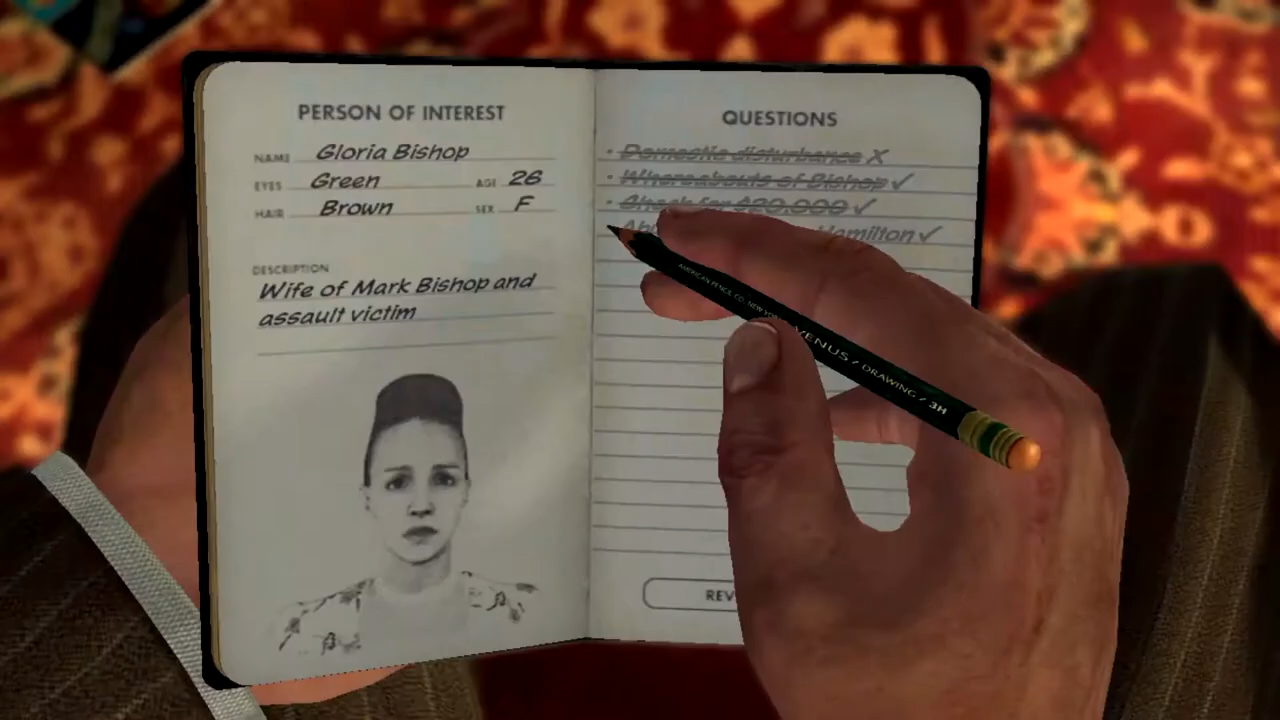 PERSON OF INTEREST
NAME Gloria Bishop
EYES Green AGE 26
HAIR Brown SEX F
DESCRIPTION
Wife of Mark Bishop and
assault victim
QUESTIONS
· Domestic disturbance X
· Whereabouts of Bishop ✓
· Check for $20,000 ✓
Hamilton ✓
AMERICAN PENCIL CO. NEW YORK VENUS / DRAWING / 3H